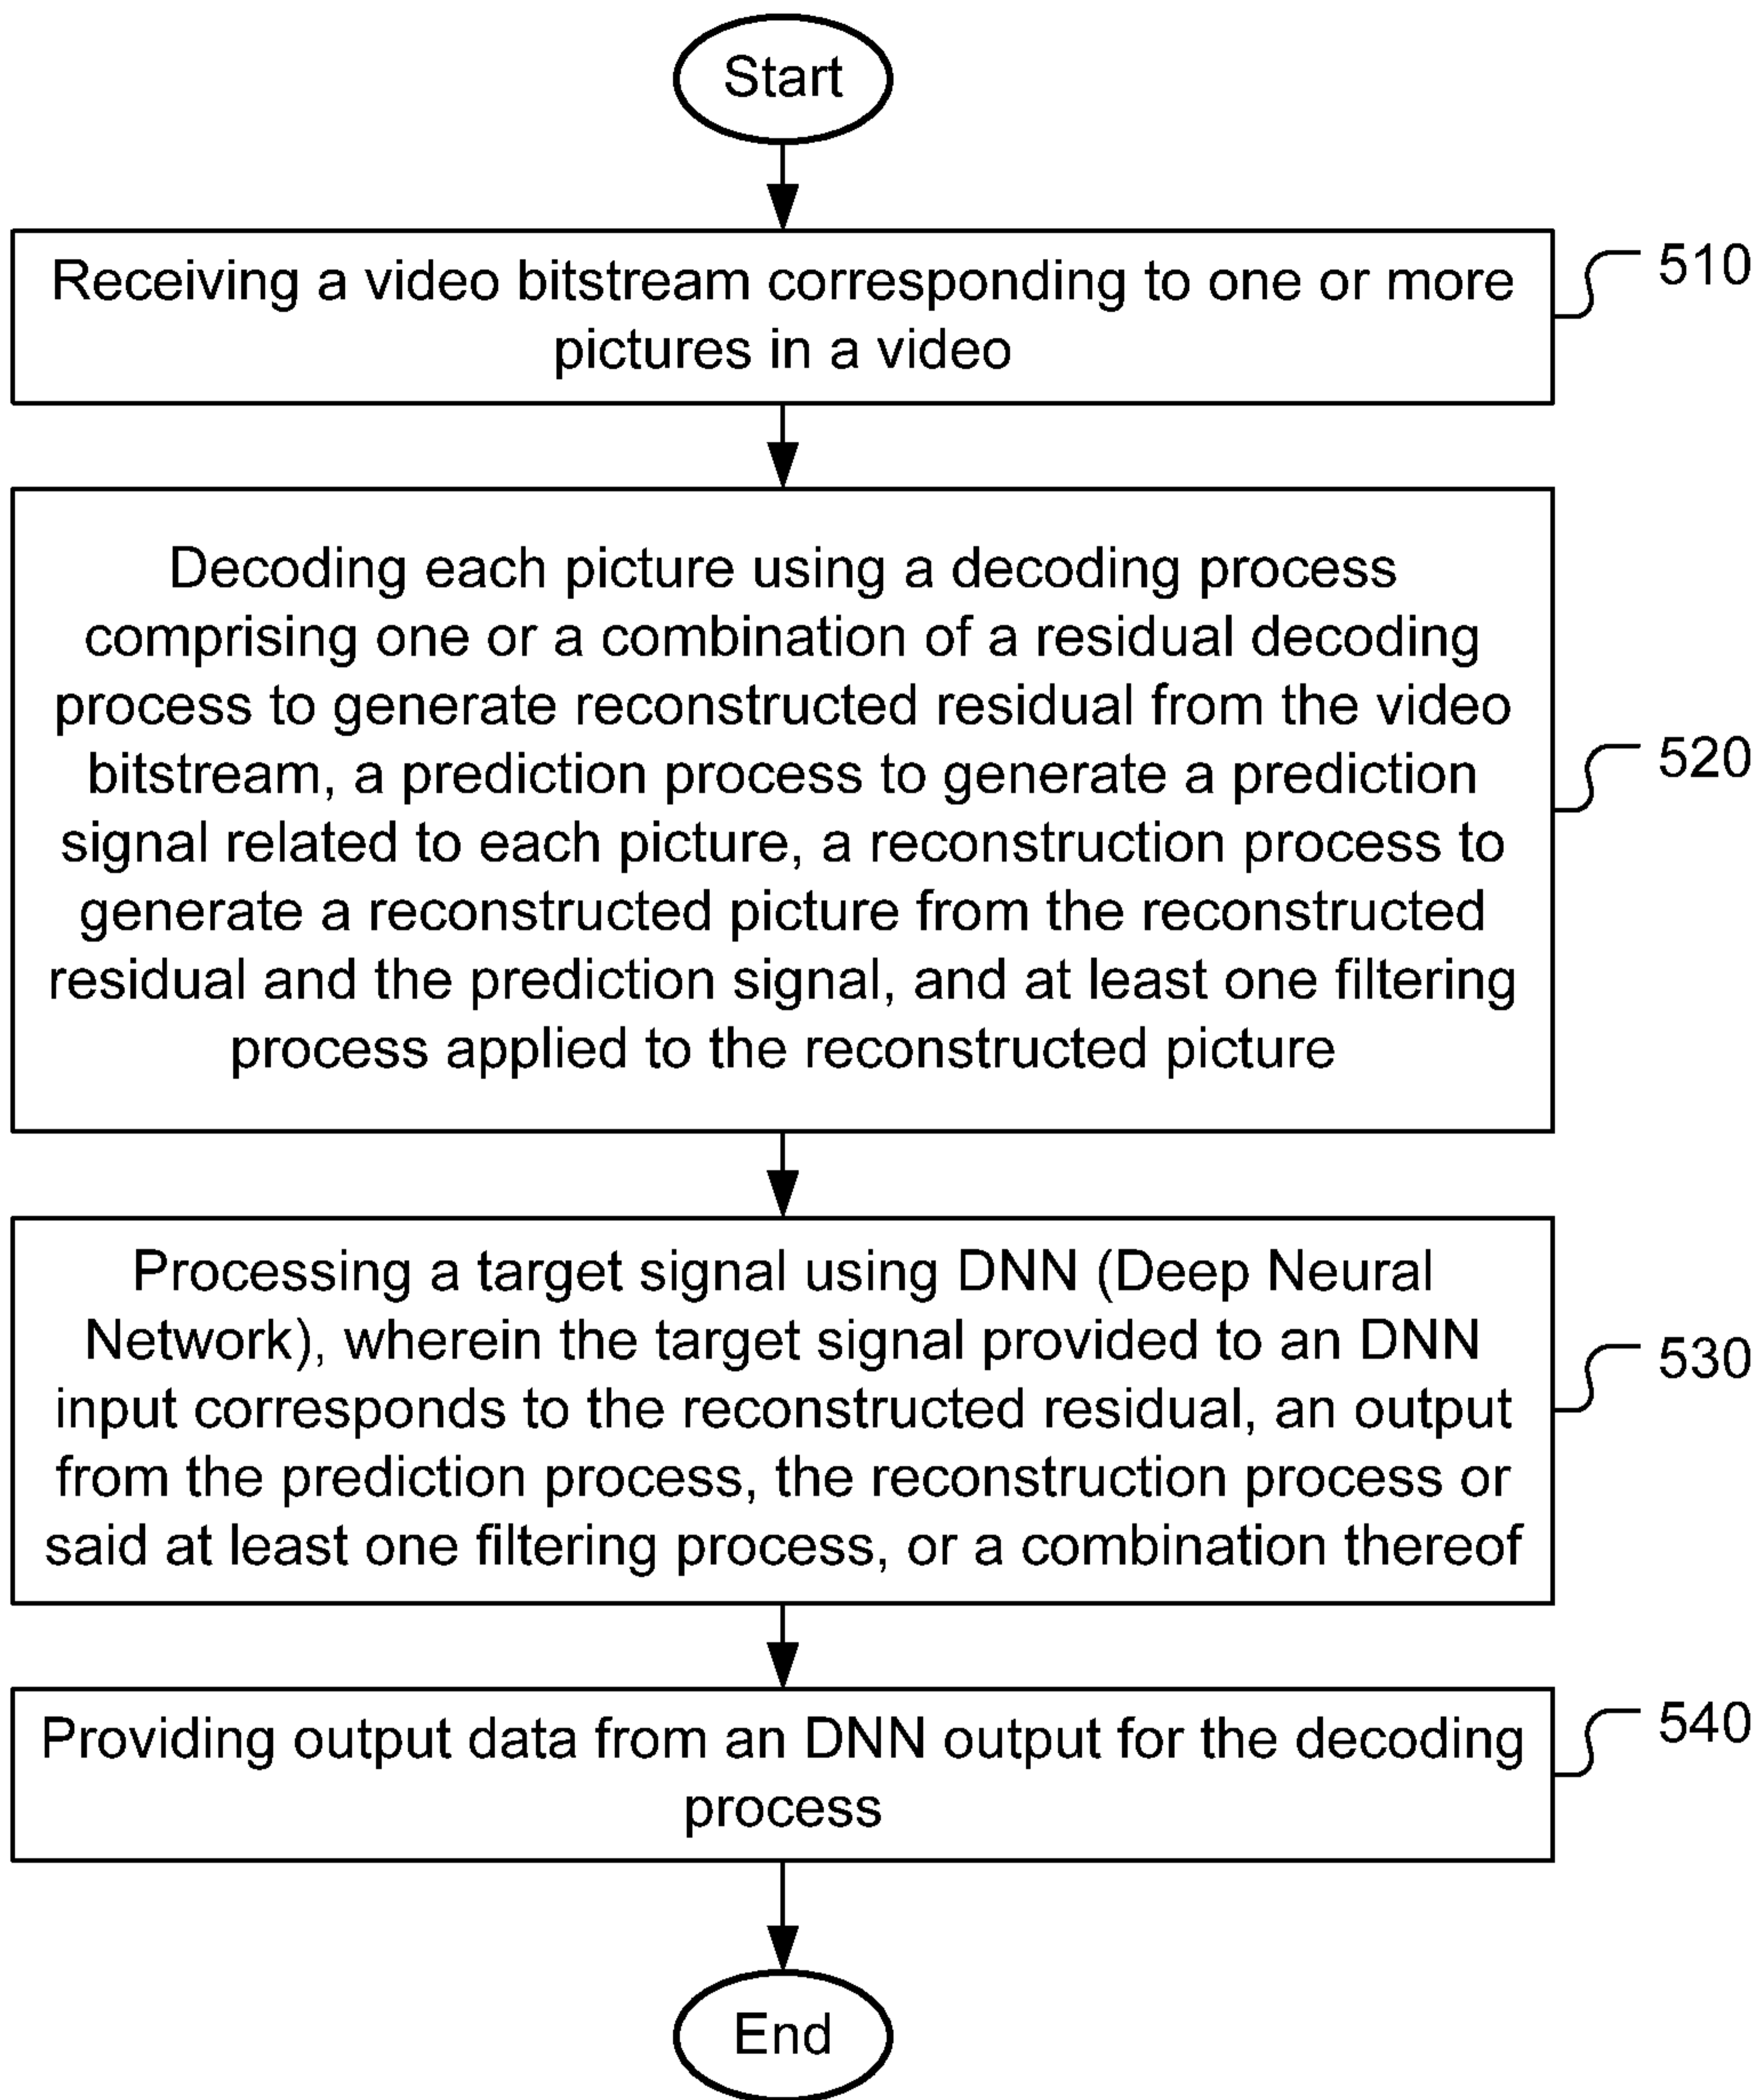 Start
Receiving a video bitstream corresponding to one or more
pictures in a video
510
Decoding each picture using a decoding process
comprising one or a combination of a residual decoding
process to generate reconstructed residual from the video
bitstream, a prediction process to generate a prediction
signal related to each picture, a reconstruction process to
generate a reconstructed picture from the reconstructed
residual and the prediction signal, and at least one filtering
process applied to the reconstructed picture
520
Processing a target signal using DNN (Deep Neural
Network), wherein the target signal provided to an DNN
input corresponds to the reconstructed residual, an output
from the prediction process, the reconstruction process or
said at least one filtering process, or a combination thereof
530
Providing output data from an DNN output for the decoding
process
540
End